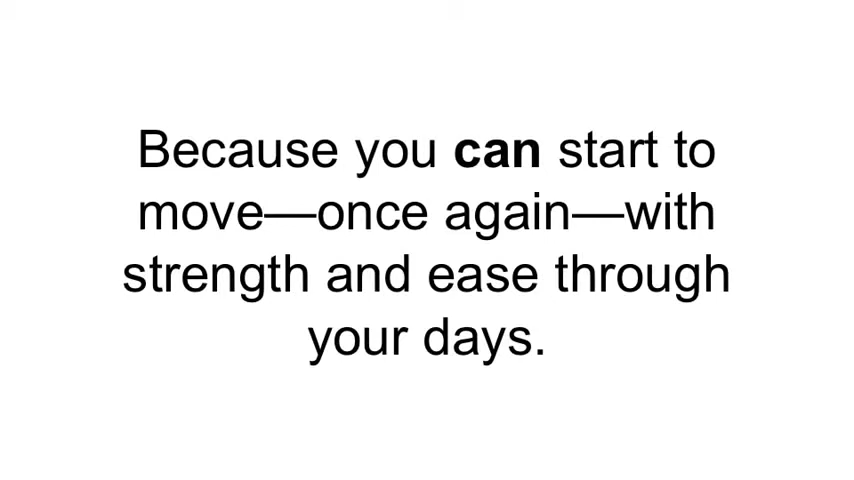 Because you can start to
move—once again—with
strength and ease through
your days.